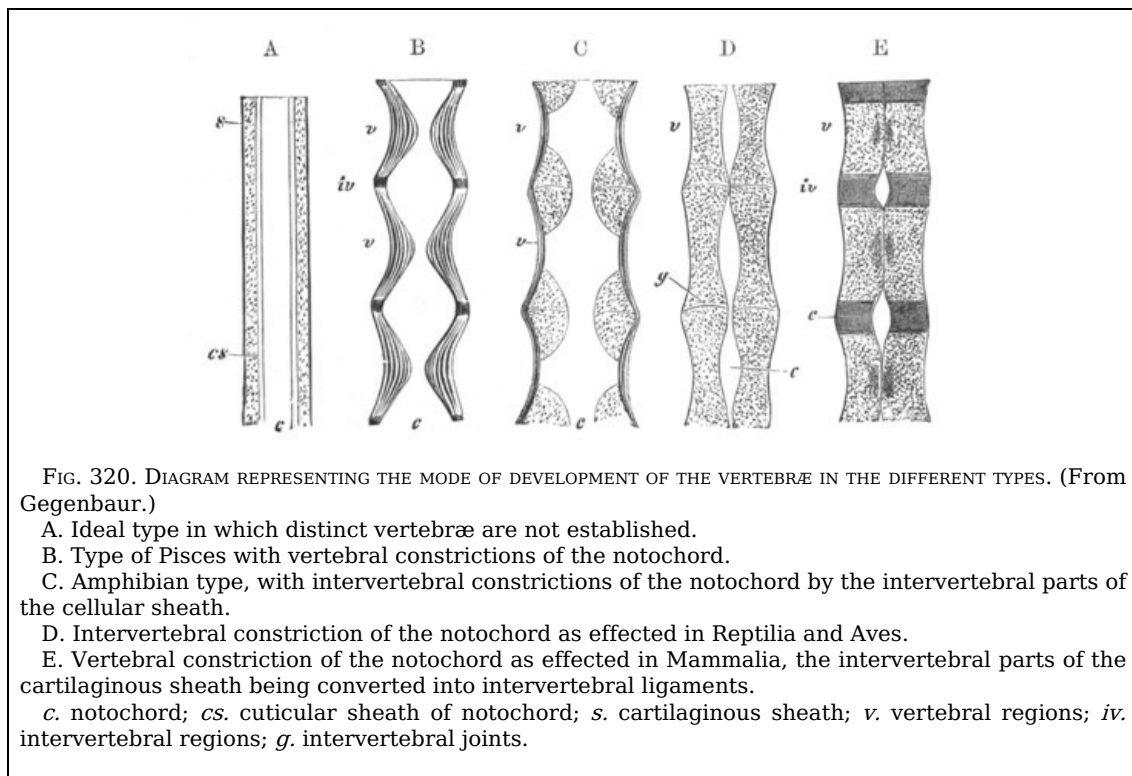 A B C D E
s v v v v
iv iv
v v
g
c
cs c
c c c
FIG. 320. DIAGRAM REPRESENTING THE MODE OF DEVELOPMENT OF THE VERTEBRÆ IN THE DIFFERENT TYPES. (From
Gegenbaur.)
A. Ideal type in which distinct vertebræ are not established.
B. Type of Pisces with vertebral constrictions of the notochord.
C. Amphibian type, with intervertebral constrictions of the notochord by the intervertebral parts of
the cellular sheath.
D. Intervertebral constriction of the notochord as effected in Reptilia and Aves.
E. Vertebral constriction of the notochord as effected in Mammalia, the intervertebral parts of the
cartilaginous sheath being converted into intervertebral ligaments.
c. notochord; cs. cuticular sheath of notochord; s. cartilaginous sheath; v. vertebral regions; iv.
intervertebral regions; g. intervertebral joints.